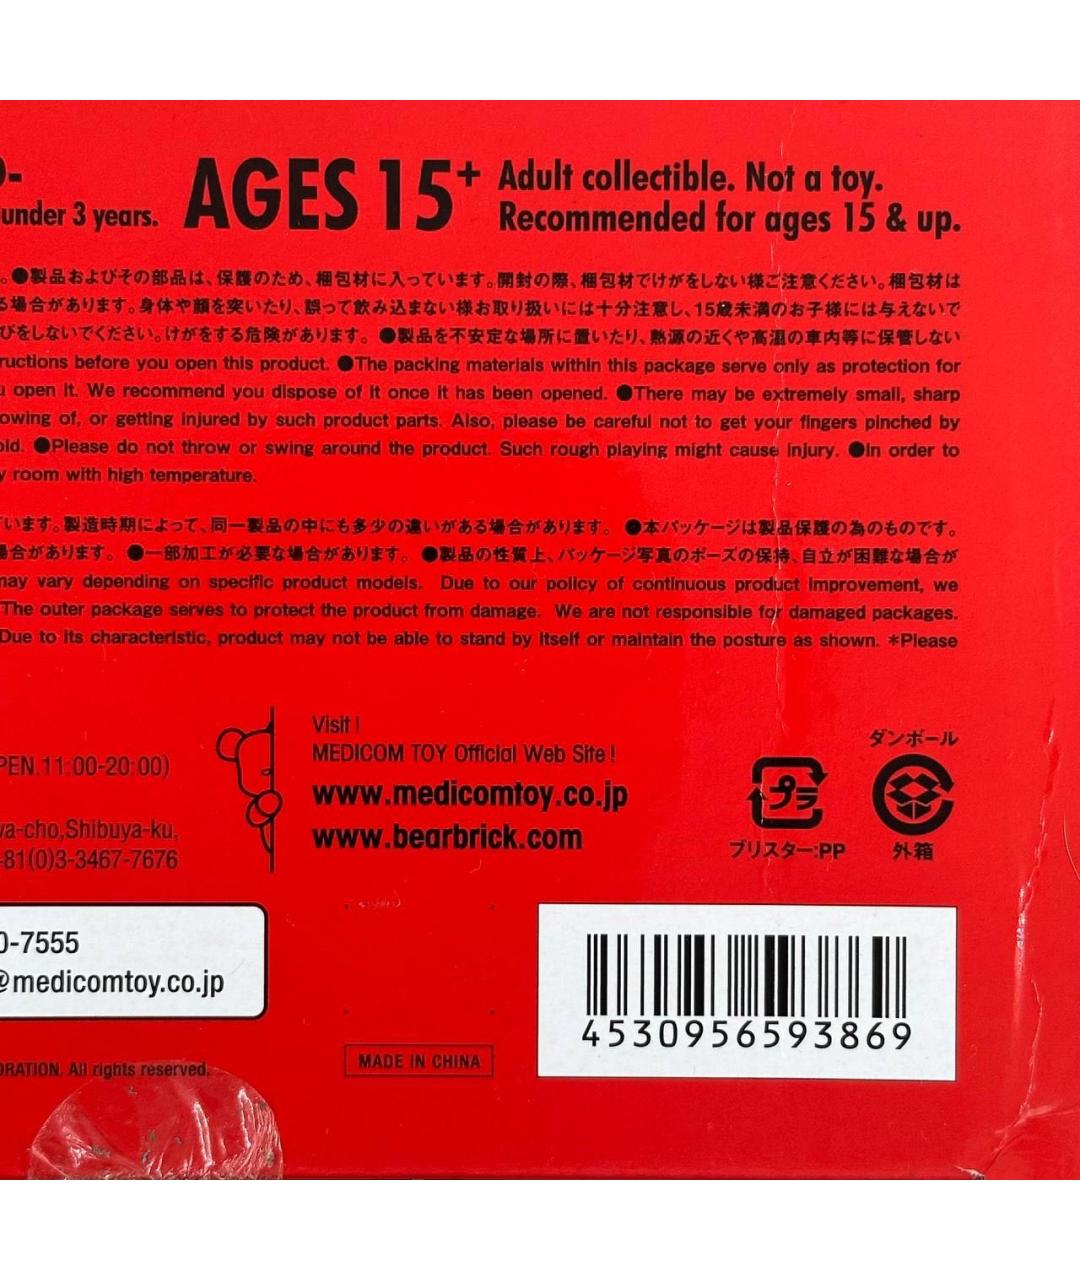 under 3 years.
AGES 15+
Adult collectible. Not a toy.
Recommended for ages 15 & up.
。●製品およびその部品は、保護のため、梱包材に入っています。開封の際、梱包材でけがをしない様ご注意ください。梱包材は
る場合があります。身体や顔を突いたり、誤って飲み込まない様お取り扱いには十分注意し、15歳未満のお子様には与えないで
びをしないでください。けがをする危険があります。 ●製品を不安定な場所に置いたり、熱源の近くや高温の車内等に保管しない
ructions before you open this product. ●The packing materials within this package serve only as protection for
u open it. We recommend you dispose of it once it has been opened. ●There may be extremely small, sharp
owing of, or getting injured by such product parts. Also, please be careful not to get your fingers pinched by
old. ●Please do not throw or swing around the product. Such rough playing might cause injury. ●In order to
y room with high temperature.
ています。製造時期によって、同一製品の中にも多少の違いがある場合があります。 ●本パッケージは製品保護の為のものです。
場合があります。 ●一部加工が必要な場合があります。 ●製品の性質上、パッケージ写真のポーズの保持、自立が困難な場合が
may vary depending on specific product models. Due to our policy of continuous product improvement, we
The outer package serves to protect the product from damage. We are not responsible for damaged packages.
Due to its characteristic, product may not be able to stand by itself or maintain the posture as shown. *Please
PEN.11:00-20:00)
wa-cho,Shibuya-ku,
+81(0)3-3467-7676
Visit !
MEDICOM TOY Official Web Site !
www.medicomtoy.co.jp
www.bearbrick.com
プラ
ブリスター:PP
ダンボール
外箱
0-7555
@medicomtoy.co.jp
ORATION. All rights reserved.
MADE IN CHINA
4530956593869